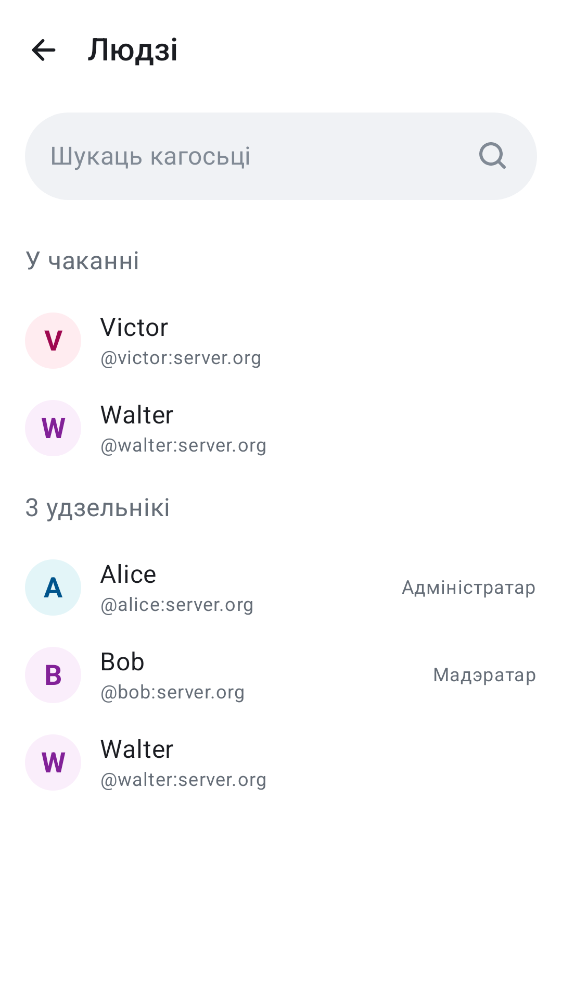 Людзі
Шукаць кагосьці
У чаканні
V
Victor
@victor:server.org
W
Walter
@walter:server.org
3 удзельнікі
A
Alice
@alice:server.org
Адміністратар
B
Bob
@bob:server.org
Мадэратар
W
Walter
@walter:server.org